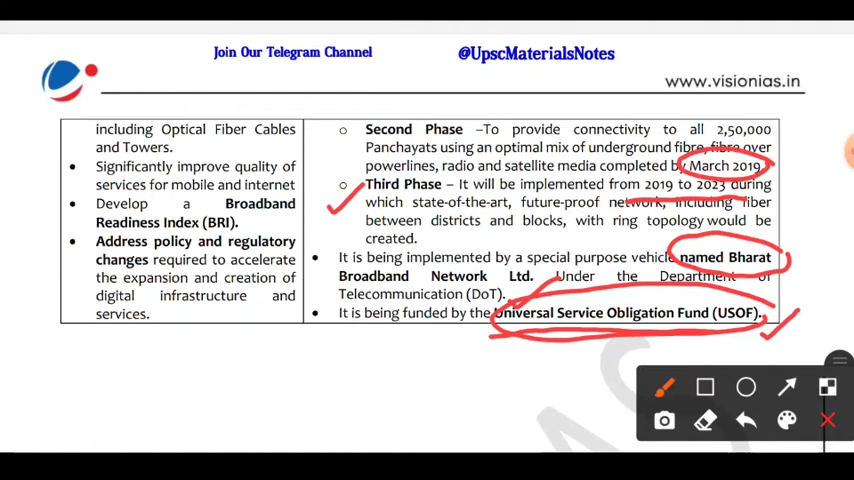 Join Our Telegram Channel @UpscMaterialsNotes
www.visionias.in
including Optical Fiber Cables
and Towers.
• Significantly improve quality of
services for mobile and internet
• Develop a Broadband
Readiness Index (BRI).
• Address policy and regulatory
changes required to accelerate
the expansion and creation of
digital infrastructure and
services.
o Second Phase –To provide connectivity to all 2,50,000
Panchayats using an optimal mix of underground fibre, fibre over
powerlines, radio and satellite media completed by March 2019.
o Third Phase – It will be implemented from 2019 to 2023 during
which state-of-the-art, future-proof network, including fiber
between districts and blocks, with ring topology would be
created.
• It is being implemented by a special purpose vehicle named Bharat
Broadband Network Ltd. Under the Department of
Telecommunication (DoT).
• It is being funded by the Universal Service Obligation Fund (USOF).